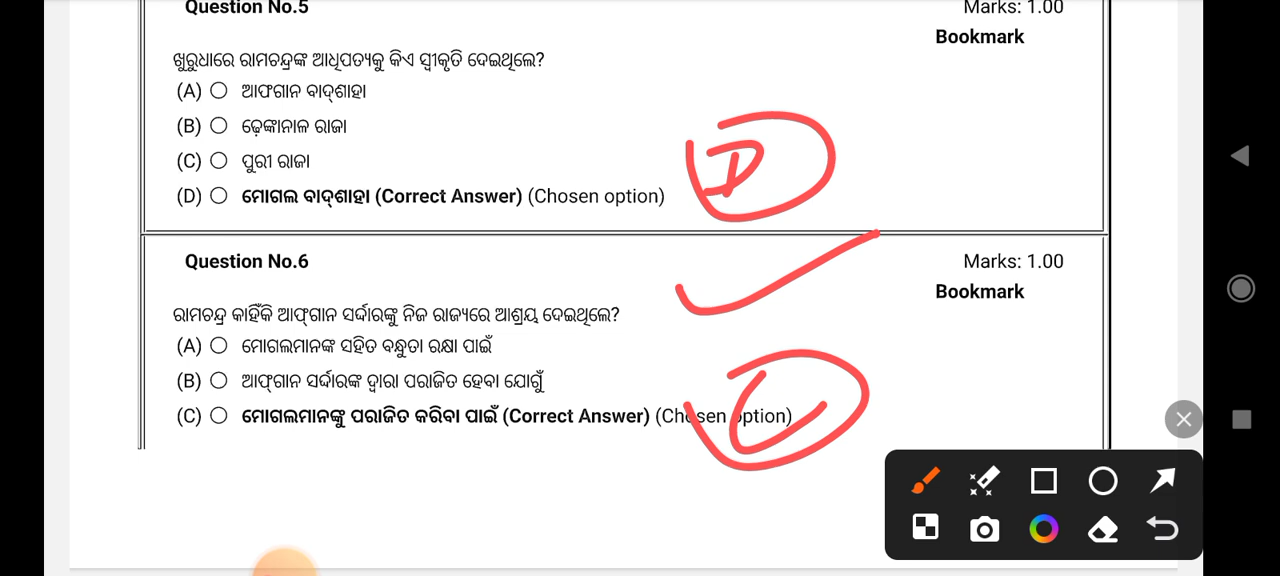 Question No.5
Marks: 1.00
Bookmark
ଖୁରୁଧାରେ ରାମଚନ୍ଦ୍ରଙ୍କ ଆଧିପତ୍ୟକୁ କିଏ ସ୍ୱୀକୃତି ଦେଇଥିଲେ?
(A) ଆଫଗାନ ବାଦ୍‌ଶାହା
(B) ଢ଼େଙ୍କାନାଳ ରାଜା
(C) ପୁରୀ ରାଜା
(D) ମୋଗଲ ବାଦ୍‌ଶାହା (Correct Answer) (Chosen option)
D
Question No.6
Marks: 1.00
Bookmark
ରାମଚନ୍ଦ୍ର କାହିଁକି ଆଫ୍‌ଗାନ ସର୍ଦ୍ଦାରଙ୍କୁ ନିଜ ରାଜ୍ୟରେ ଆଶ୍ରୟ ଦେଇଥିଲେ?
(A) ମୋଗଲମାନଙ୍କ ସହିତ ବନ୍ଧୁତା ରକ୍ଷା ପାଇଁ
(B) ଆଫ୍‌ଗାନ ସର୍ଦ୍ଦାରଙ୍କ ଦ୍ୱାରା ପରାଜିତ ହେବା ଯୋଗୁଁ
(C) ମୋଗଲମାନଙ୍କୁ ପରାଜିତ କରିବା ପାଇଁ (Correct Answer) (Chosen option)
C